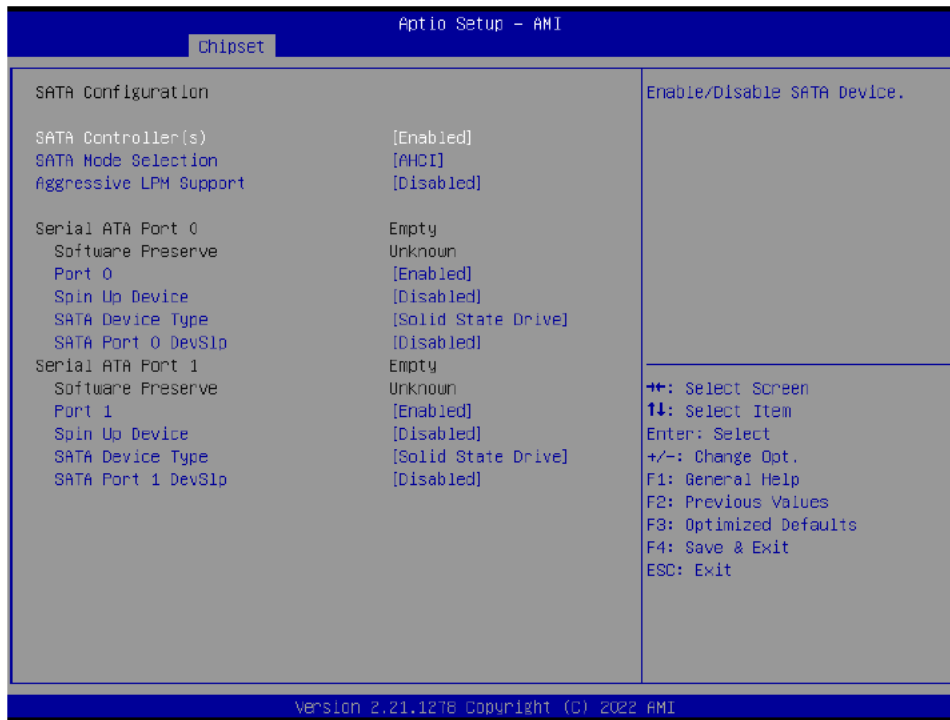 Aptio Setup – AMI
Chipset
SATA Configuration
SATA Controller(s) [Enabled]
SATA Mode Selection [AHCI]
Aggressive LPM Support [Disabled]
Serial ATA Port 0 Empty
Software Preserve Unknown
Port 0 [Enabled]
Spin Up Device [Disabled]
SATA Device Type [Solid State Drive]
SATA Port 0 DevSlp [Disabled]
Serial ATA Port 1 Empty
Software Preserve Unknown
Port 1 [Enabled]
Spin Up Device [Disabled]
SATA Device Type [Solid State Drive]
SATA Port 1 DevSlp [Disabled]
Enable/Disable SATA Device.
→←: Select Screen
↑↓: Select Item
Enter: Select
+/-: Change Opt.
F1: General Help
F2: Previous Values
F3: Optimized Defaults
F4: Save & Exit
ESC: Exit
Version 2.21.1278 Copyright (C) 2022 AMI